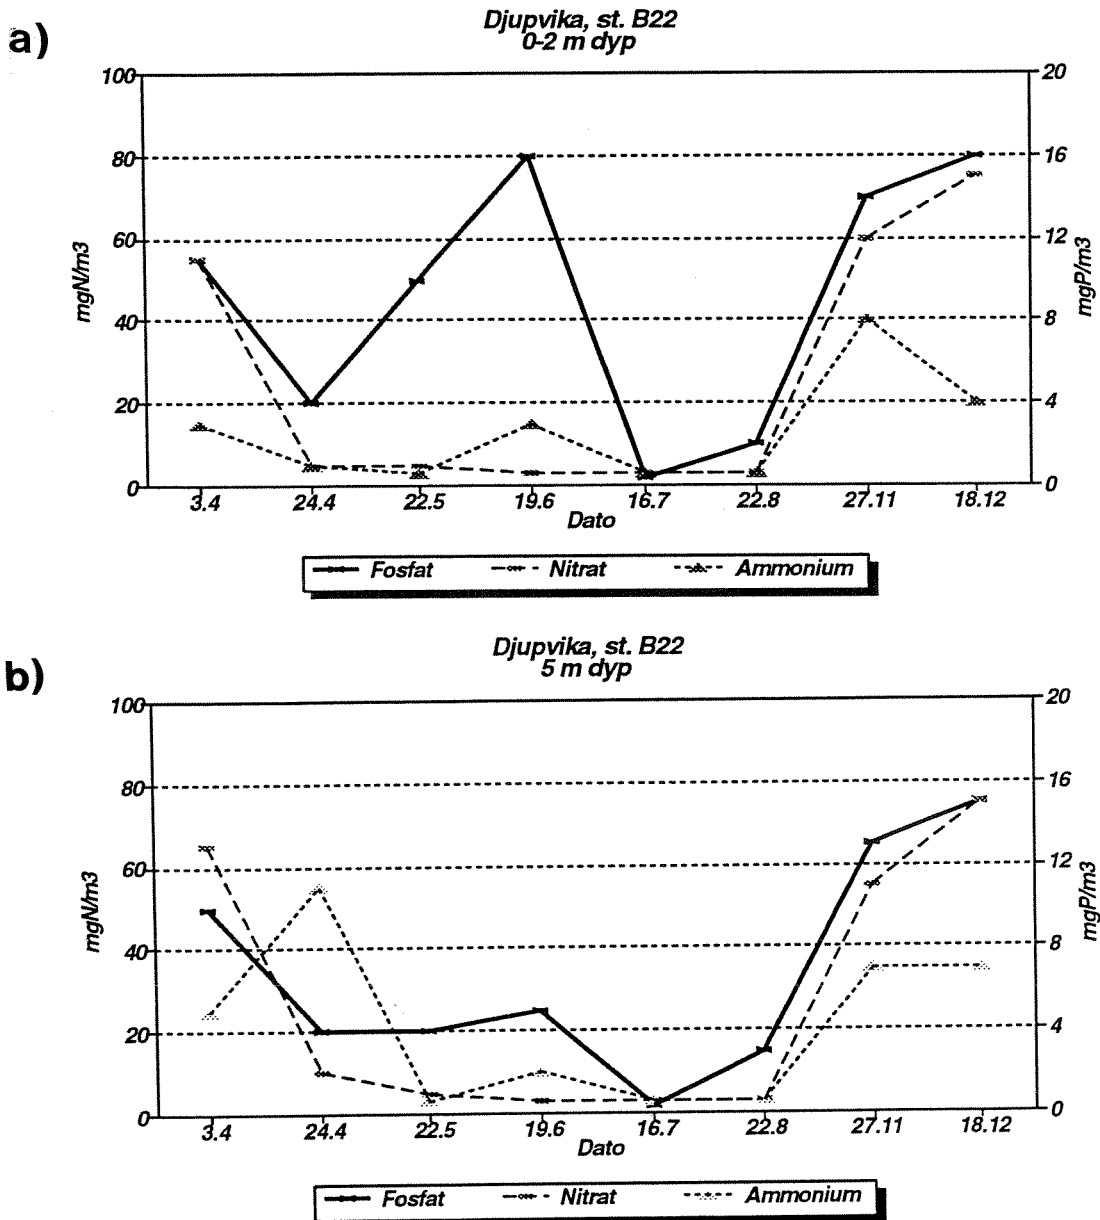 a)
Djupvika, st. B22
0-2 m dyp
100
80
60
40
20
0
mgN/m3
20
16
12
8
4
0
mgP/m3
3.4 24.4 22.5 19.6 16.7 22.8 27.11 18.12
Dato
Fosfat Nitrat Ammonium
b)
Djupvika, st. B22
5 m dyp
100
80
60
40
20
0
mgN/m3
20
16
12
8
4
0
mgP/m3
3.4 24.4 22.5 19.6 16.7 22.8 27.11 18.12
Dato
Fosfat Nitrat Ammonium